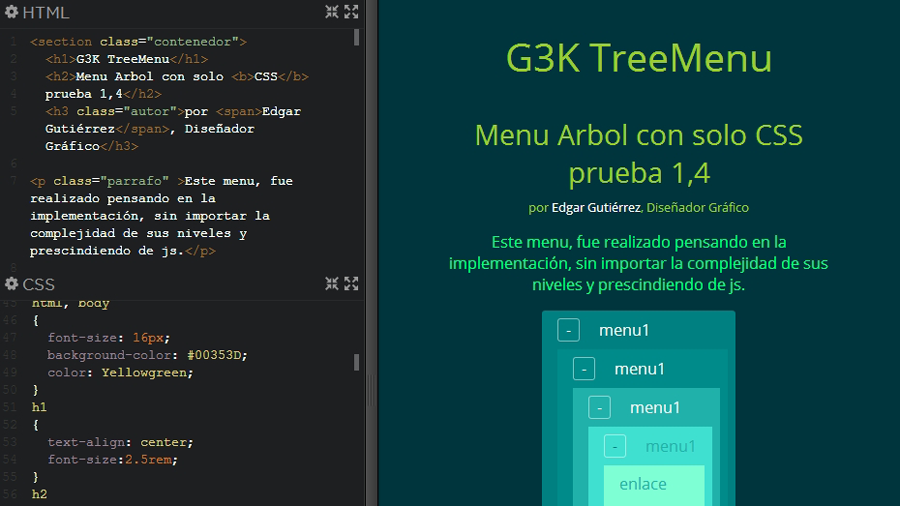 HTML
1 <section class="contenedor">
2 <h1>G3K TreeMenu</h1>
3 <h2>Menu Arbol con solo <b>CSS</b>
prueba 1,4</h2>
5 <h3 class="autor">por <span>Edgar
Gutiérrez</span>, Diseñador
Gráfico</h3>
6
7 <p class="parrafo" >Este menu, fue
realizado pensando en la
implementación, sin importar la
complejidad de sus niveles y
prescindiendo de js.</p>
8
CSS
45 html, body
46 {
47 font-size: 16px;
48 background-color: #00353D;
49 color: Yellowgreen;
50 }
51 h1
52 {
53 text-align: center;
54 font-size:2.5rem;
55 }
56 h2
G3K TreeMenu
Menu Arbol con solo CSS
prueba 1,4
por Edgar Gutiérrez, Diseñador Gráfico
Este menu, fue realizado pensando en la
implementación, sin importar la complejidad de sus
niveles y prescindiendo de js.
- menu1
- menu1
- menu1
- menu1
enlace